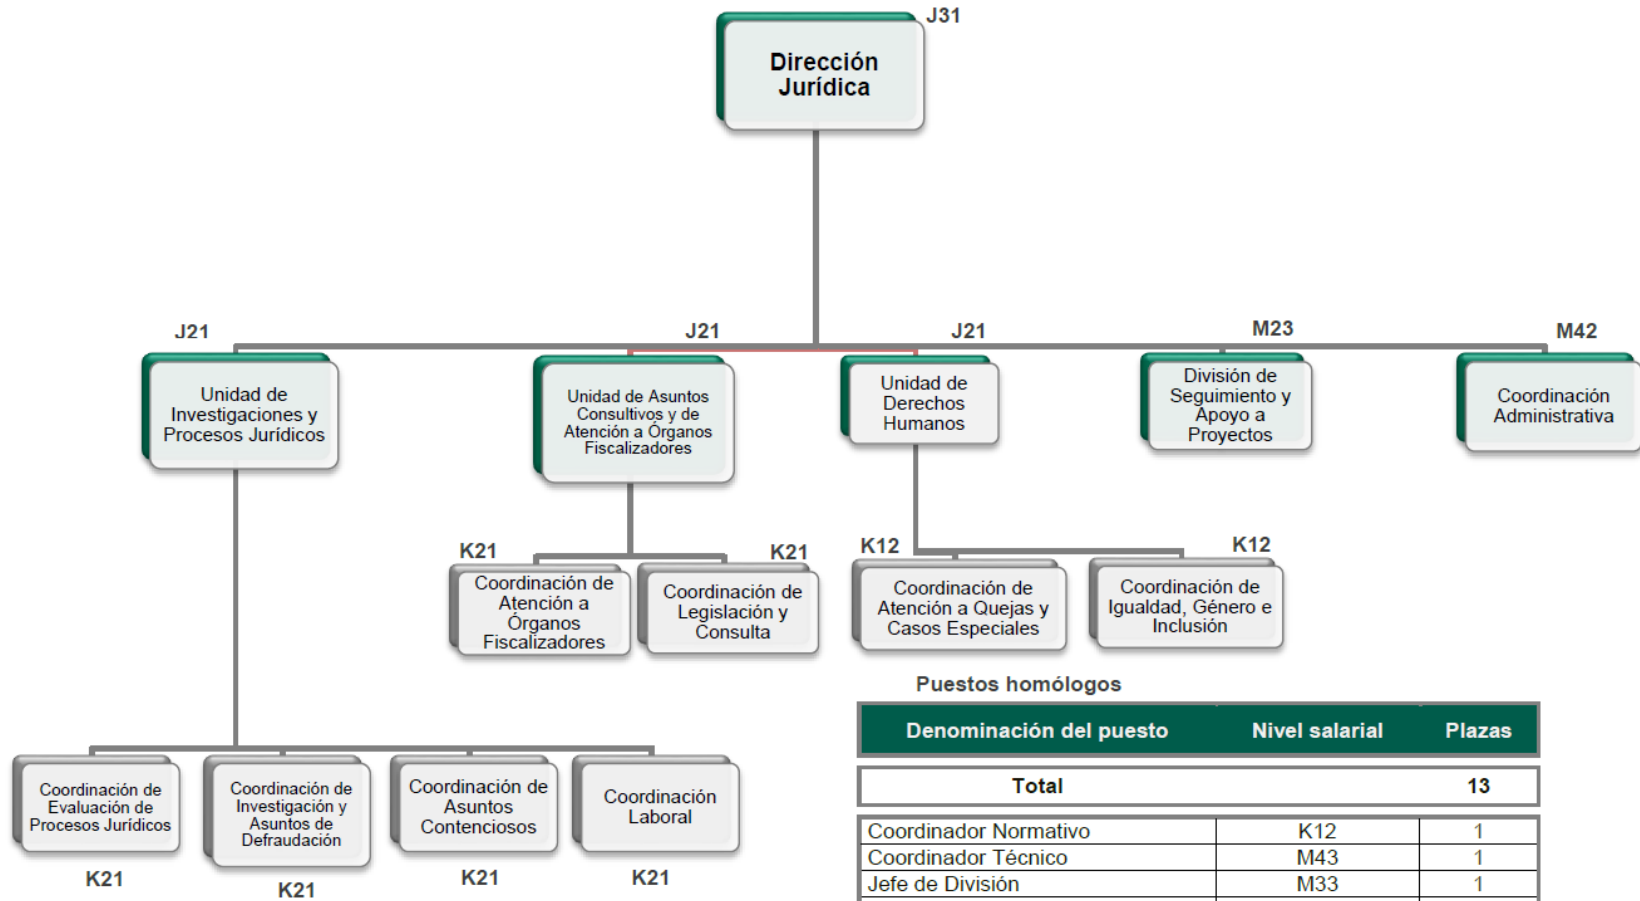 J31
Dirección
Jurídica
J21
J21
J21
M23
M42
Unidad de
Investigaciones y
Procesos Jurídicos
Unidad de Asuntos
Consultivos y de
Atención a Órganos
Fiscalizadores
Unidad de
Derechos
Humanos
División de
Seguimiento y
Apoyo a
Proyectos
Coordinación
Administrativa
K21
K21
K12
K12
Coordinación de
Atención a
Órganos
Fiscalizadores
Coordinación de
Legislación y
Consulta
Coordinación de
Atención a Quejas y
Casos Especiales
Coordinación de
Igualdad, Género e
Inclusión
Coordinación de
Evaluación de
Procesos Jurídicos
Coordinación de
Investigación y
Asuntos de
Defraudación
Coordinación de
Asuntos
Contenciosos
Coordinación
Laboral
K21
K21
K21
K21
Puestos homólogos
Denominación del puesto Nivel salarial Plazas
Total 13
Coordinador Normativo K12 1
Coordinador Técnico M43 1
Jefe de División M33 1